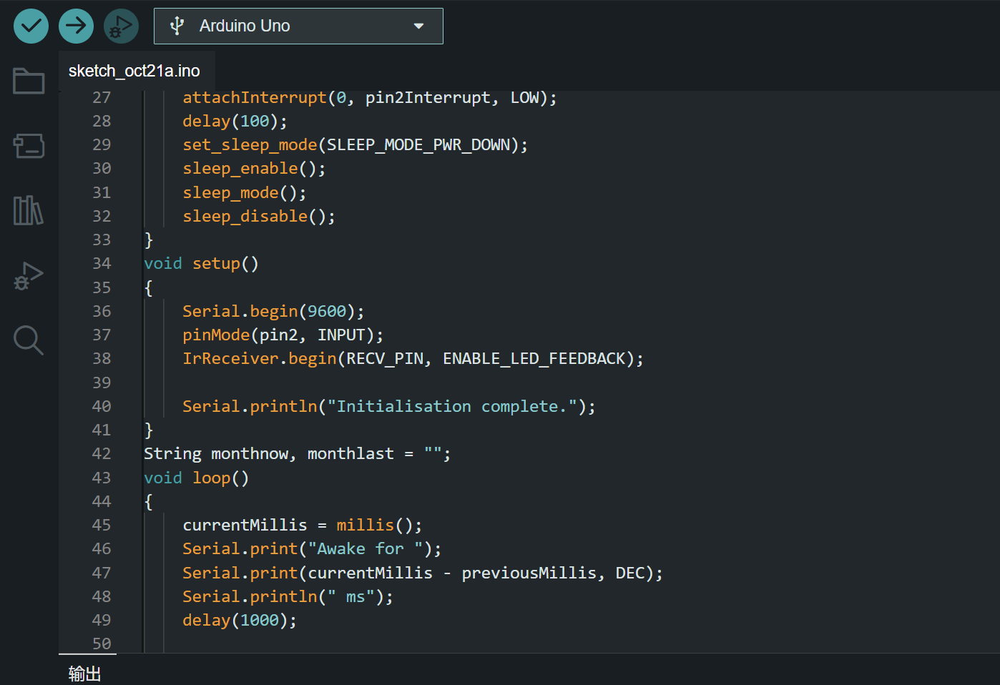 Arduino Uno
sketch_oct21a.ino
27 attachInterrupt(0, pin2Interrupt, LOW);
28 delay(100);
29 set_sleep_mode(SLEEP_MODE_PWR_DOWN);
30 sleep_enable();
31 sleep_mode();
32 sleep_disable();
33 }
34 void setup()
35 {
36 Serial.begin(9600);
37 pinMode(pin2, INPUT);
38 IrReceiver.begin(RECV_PIN, ENABLE_LED_FEEDBACK);
39
40 Serial.println("Initialisation complete.");
41 }
42 String monthnow, monthlast = "";
43 void loop()
44 {
45 currentMillis = millis();
46 Serial.print("Awake for ");
47 Serial.print(currentMillis - previousMillis, DEC);
48 Serial.println(" ms");
49 delay(1000);
50
输出